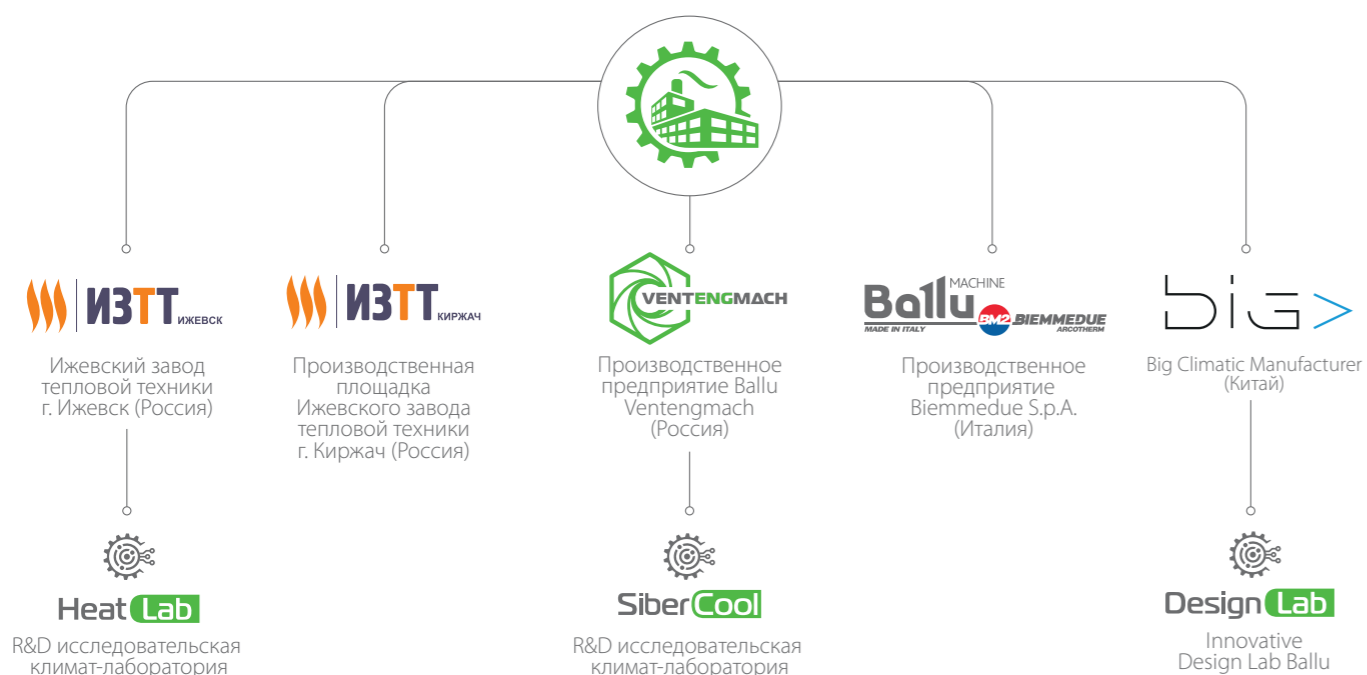 ИЗТТ ИЖЕВСК
Ижевский завод
тепловой техники
г. Ижевск (Россия)
HeatLab
R&D исследовательская
климат-лаборатория
ИЗТТ КИРЖАЧ
Производственная
площадка
Ижевского завода
тепловой техники
г. Киржач (Россия)
VENTENGMACH
Производственное
предприятие Ballu
Ventengmach
(Россия)
SiberCool
R&D исследовательская
климат-лаборатория
Ballu MACHINE
MADE IN ITALY
BM2 BIEMMEDUE
ARCOTHERM
Производственное
предприятие
Biemmedue S.p.A.
(Италия)
BIG
Big Climatic Manufacturer
(Китай)
Design Lab
Innovative
Design Lab Ballu